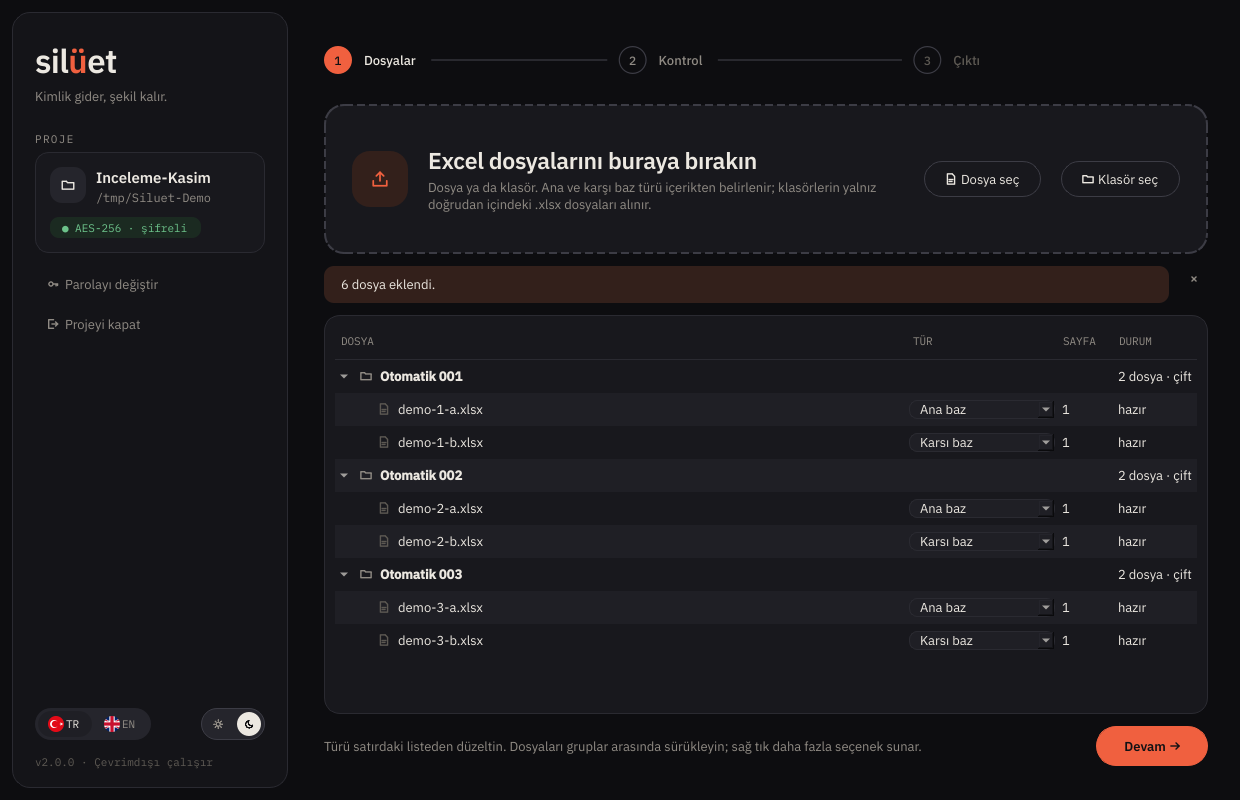 silüet
Kimlik gider, şekil kalır.
PROJE
Inceleme-Kasim
/tmp/Siluet-Demo
AES-256 · şifreli
Parolayı değiştir
Projeyi kapat
TR EN
v2.0.0 · Çevrimdışı çalışır
1 Dosyalar 2 Kontrol 3 Çıktı
Excel dosyalarını buraya bırakın
Dosya ya da klasör. Ana ve karşı baz türü içerikten belirlenir; klasörlerin yalnız
doğrudan içindeki .xlsx dosyaları alınır.
Dosya seç Klasör seç
6 dosya eklendi. ×
DOSYA TÜR SAYFA DURUM
Otomatik 001 2 dosya · çift
demo-1-a.xlsx Ana baz 1 hazır
demo-1-b.xlsx Karsı baz 1 hazır
Otomatik 002 2 dosya · çift
demo-2-a.xlsx Ana baz 1 hazır
demo-2-b.xlsx Karsı baz 1 hazır
Otomatik 003 2 dosya · çift
demo-3-a.xlsx Ana baz 1 hazır
demo-3-b.xlsx Karsı baz 1 hazır
Türü satırdaki listeden düzeltin. Dosyaları gruplar arasında sürükleyin; sağ tık daha fazla seçenek sunar.
Devam →